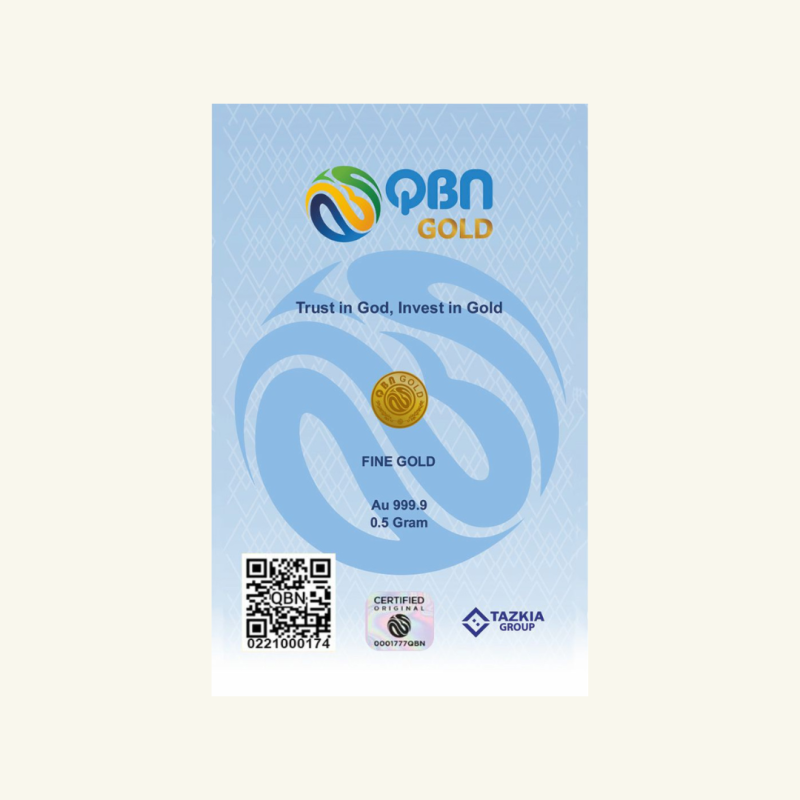 QBN
GOLD
Trust in God, Invest in Gold
QBN GOLD
FINE GOLD
Au 999.9
0.5 Gram
QBN
0221000174
CERTIFIED
ORIGINAL
0001777QBN
TAZKIA
GROUP